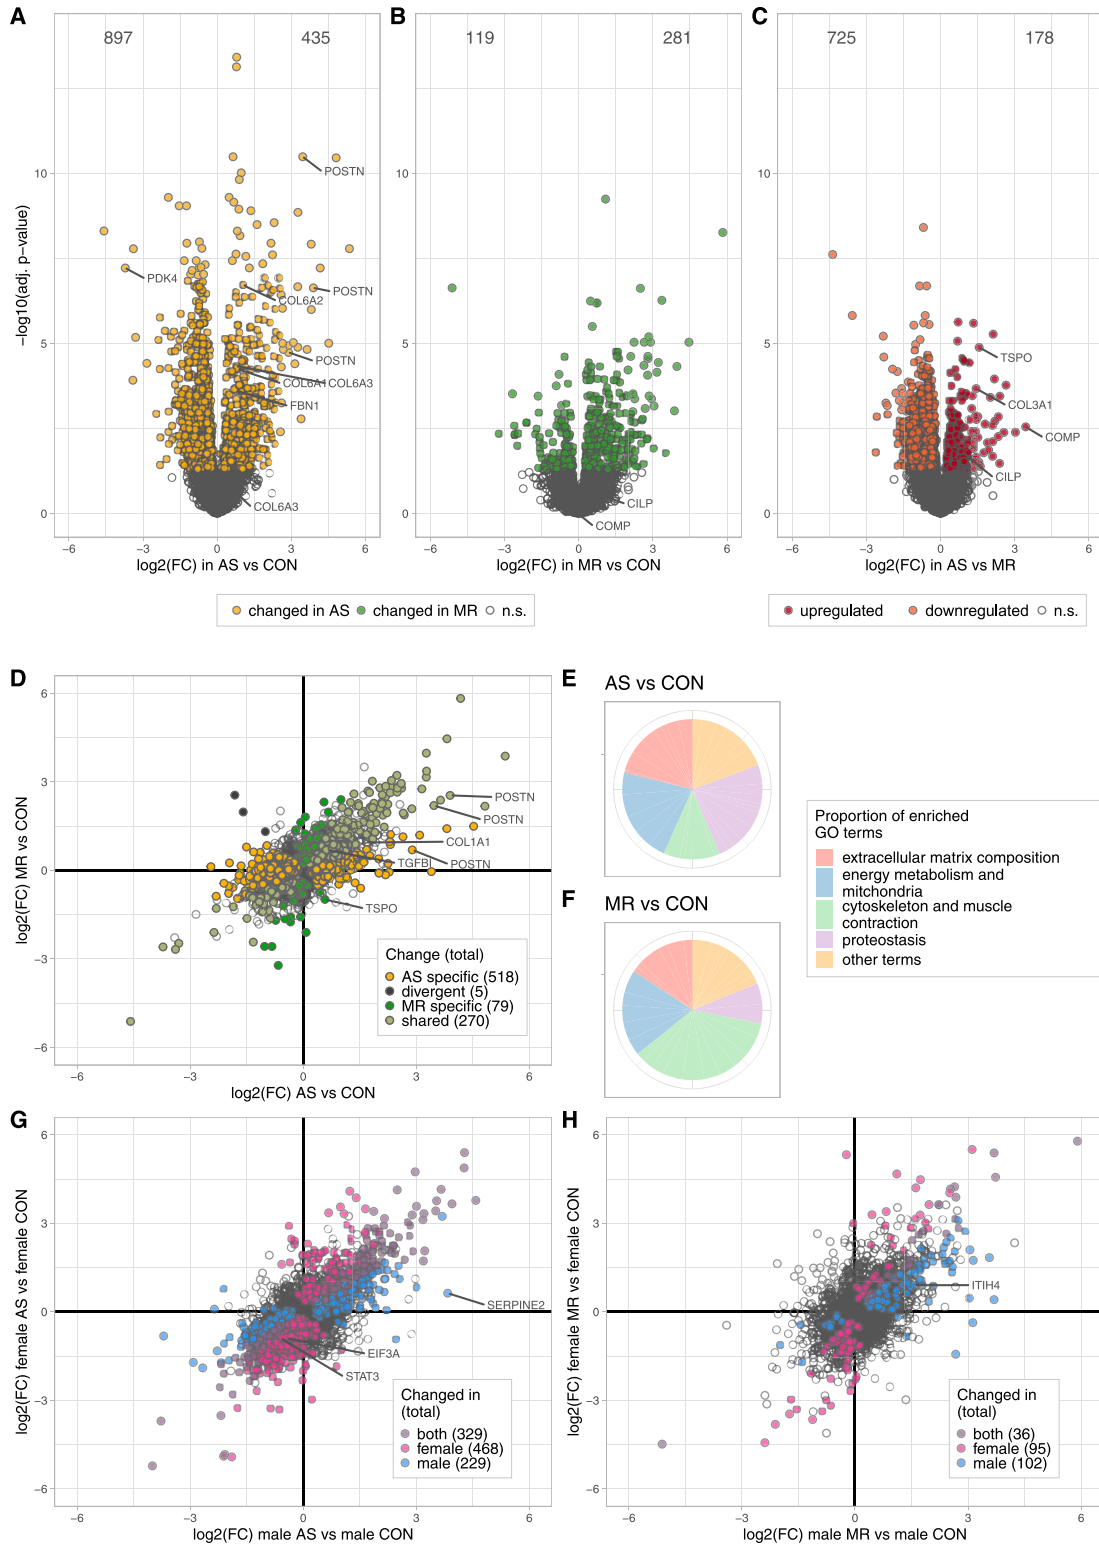 A
B
C
897
435
119
281
725
178
POSTN
PDK4
COL6A2
POSTN
POSTN
COL6A1
COL6A3
FBN1
COL6A3
CILP
COMP
TSPO
COL3A1
COMP
CILP
−log10(adj. p−value)
10
5
0
10
5
0
10
5
0
−6
−3
0
3
6
−6
−3
0
3
6
−6
−3
0
3
6
log2(FC) in AS vs CON
log2(FC) in MR vs CON
log2(FC) in AS vs MR
changed in AS
changed in MR
n.s.
upregulated
downregulated
n.s.
D
log2(FC) MR vs CON
6
3
0
−3
−6
POSTN
POSTN
COL1A1
TGFBI
POSTN
TSPO
Change (total)
AS specific (518)
divergent (5)
MR specific (79)
shared (270)
−6
−3
0
3
6
log2(FC) AS vs CON
E
AS vs CON
F
MR vs CON
Proportion of enriched
GO terms
extracellular matrix composition
energy metabolism and
mitchondria
cytoskeleton and muscle
contraction
proteostasis
other terms
G
log2(FC) female AS vs female CON
6
3
0
−3
−6
SERPINE2
EIF3A
STAT3
Changed in
(total)
both (329)
female (468)
male (229)
−6
−3
0
3
6
log2(FC) male AS vs male CON
H
log2(FC) female MR vs female CON
6
3
0
−3
−6
ITIH4
Changed in
(total)
both (36)
female (95)
male (102)
−6
−3
0
3
6
log2(FC) male MR vs male CON